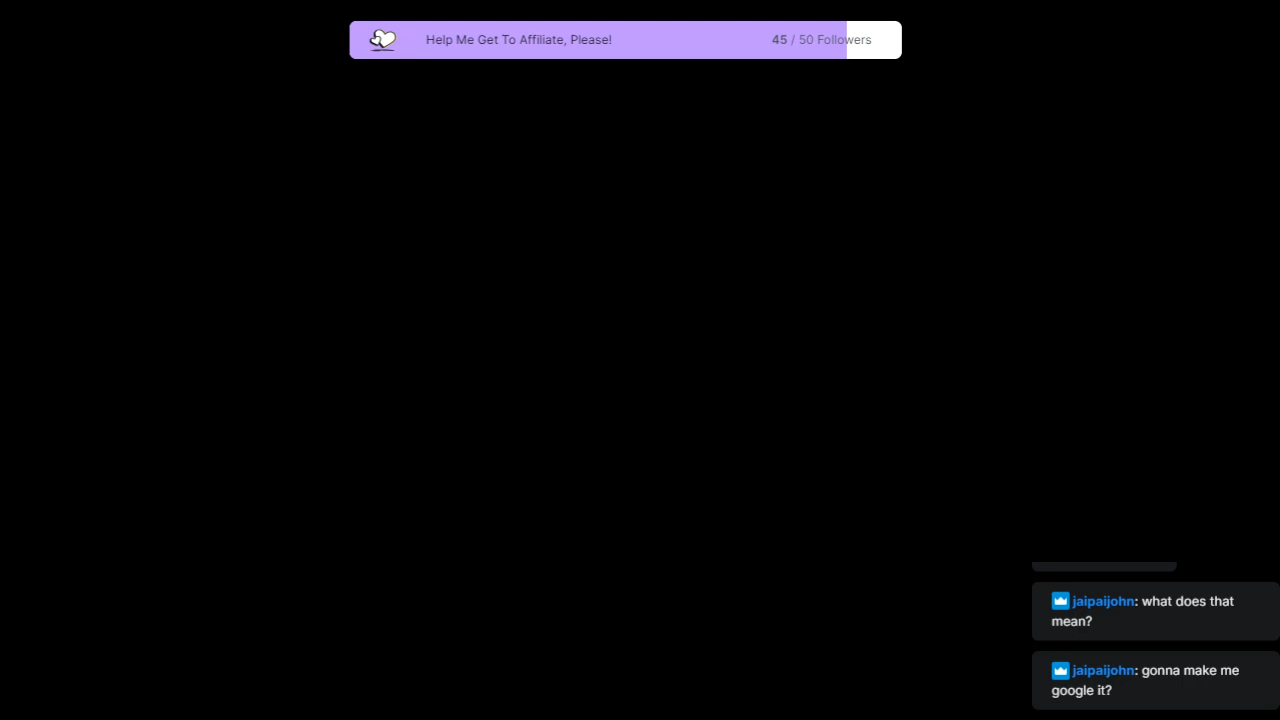 Help Me Get To Affiliate, Please! 45 / 50 Followers
jaipaijohn: what does that
mean?
jaipaijohn: gonna make me
google it?